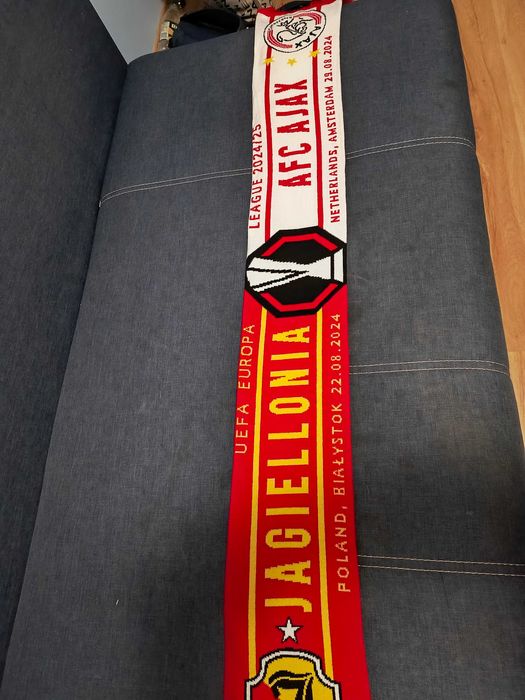 UEFA EUROPA LEAGUE 2024/25
JAGIELLONIA
AFC AJAX
AJAX
POLAND, BIAŁYSTOK 22.08.2024
NETHERLANDS, AMSTERDAM 29.08.2024